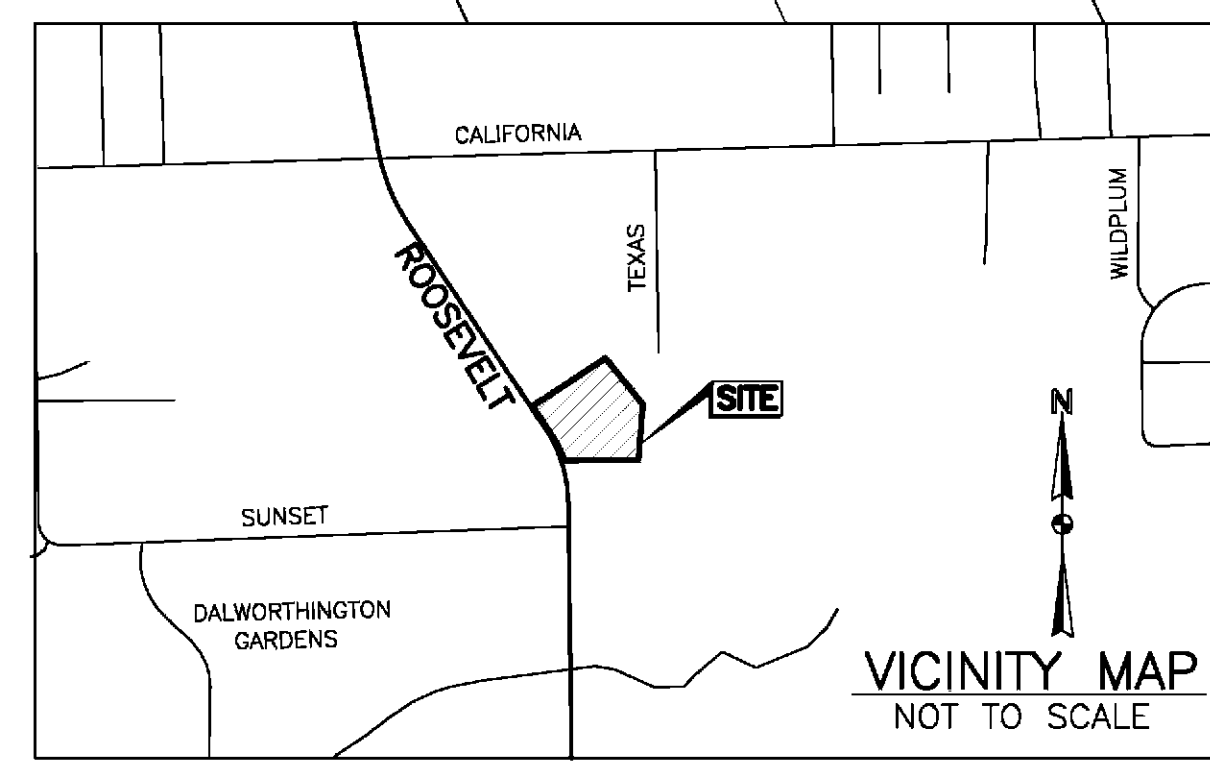 CALIFORNIA
WILDPLUM
TEXAS
ROOSEVELT
SITE
N
SUNSET
DALWORTHINGTON
GARDENS
VICINITY MAP
NOT TO SCALE